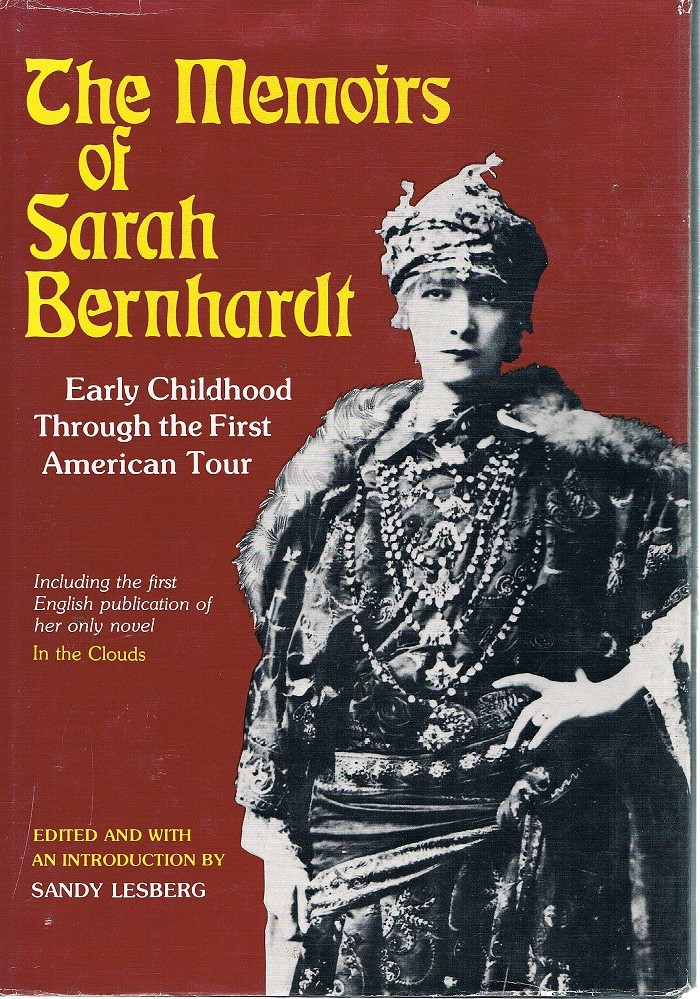 The Memoirs
of
Sarah
Bernhardt
Early Childhood
Through the First
American Tour
Including the first
English publication of
her only novel
In the Clouds
EDITED AND WITH
AN INTRODUCTION BY
SANDY LESBERG